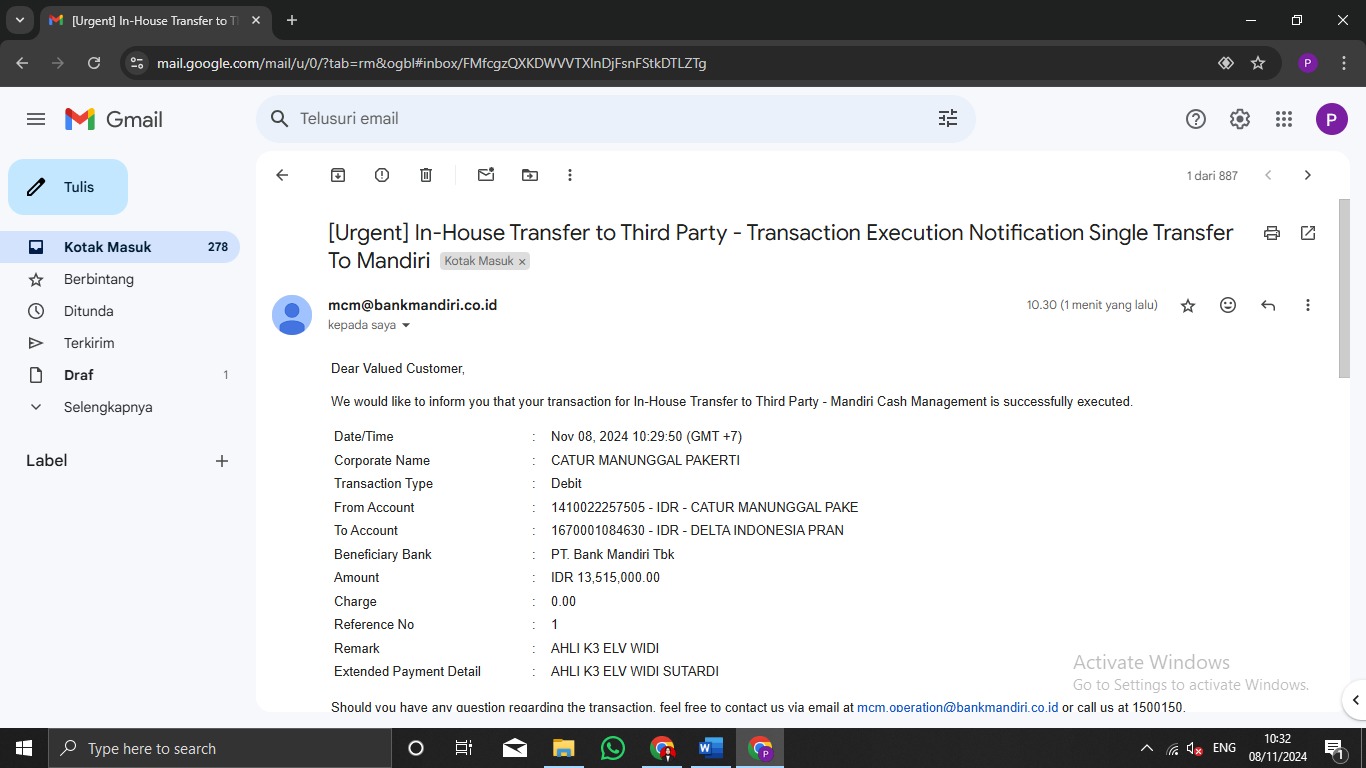 [Urgent] In-House Transfer to T
mail.google.com/mail/u/0/?tab=rm&ogbl#inbox/FMfcgzQXKDWVVTXlnDjFsnFStkDTLZTg
P
Gmail
Telusuri email
P
Tulis
1 dari 887
Kotak Masuk 278
Berbintang
Ditunda
Terkirim
Draf 1
Selengkapnya
Label
[Urgent] In-House Transfer to Third Party - Transaction Execution Notification Single Transfer
To Mandiri Kotak Masuk x
mcm@bankmandiri.co.id 10.30 (1 menit yang lalu)
kepada saya
Dear Valued Customer,
We would like to inform you that your transaction for In-House Transfer to Third Party - Mandiri Cash Management is successfully executed.
Date/Time : Nov 08, 2024 10:29:50 (GMT +7)
Corporate Name : CATUR MANUNGGAL PAKERTI
Transaction Type : Debit
From Account : 1410022257505 - IDR - CATUR MANUNGGAL PAKE
To Account : 1670001084630 - IDR - DELTA INDONESIA PRAN
Beneficiary Bank : PT. Bank Mandiri Tbk
Amount : IDR 13,515,000.00
Charge : 0.00
Reference No : 1
Remark : AHLI K3 ELV WIDI
Extended Payment Detail : AHLI K3 ELV WIDI SUTARDI
Should you have any question regarding the transaction, feel free to contact us via email at mcm.operation@bankmandiri.co.id or call us at 1500150.
Activate Windows
Go to Settings to activate Windows.
Type here to search
ENG
10:32
08/11/2024
1